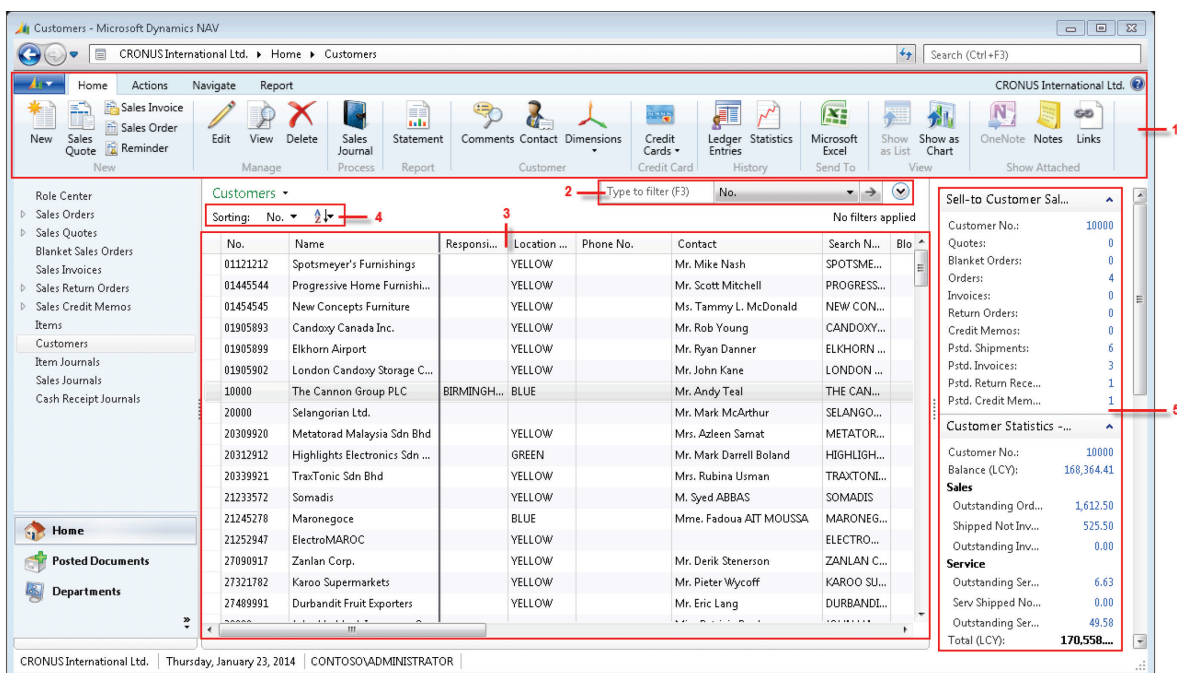 Customers - Microsoft Dynamics NAV
CRONUS International Ltd. Home Customers Search (Ctrl+F3)
Home Actions Navigate Report CRONUS International Ltd.
New
Sales Quote
Sales Invoice
Sales Order
Reminder
New
Edit View Delete
Manage
Sales Journal
Process
Statement
Report
Comments Contact Dimensions
Customer
Credit Cards
Credit Card
Ledger Entries Statistics
History
Microsoft Excel
Send To
Show as List Show as Chart
View
OneNote Notes Links
Show Attached
1
Role Center
Sales Orders
Sales Quotes
Blanket Sales Orders
Sales Invoices
Sales Return Orders
Sales Credit Memos
Items
Customers
Item Journals
Sales Journals
Cash Receipt Journals
Home
Posted Documents
Departments
Customers
2 Type to filter (F3) No.
Sorting: No. 4
3
No filters applied
No. Name Responsi... Location ... Phone No. Contact Search N... Blo
01121212 Spotsmeyer's Furnishings YELLOW Mr. Mike Nash SPOTSME...
01445544 Progressive Home Furnishi... YELLOW Mr. Scott Mitchell PROGRESS...
01454545 New Concepts Furniture YELLOW Ms. Tammy L. McDonald NEW CON...
01905893 Candoxy Canada Inc. YELLOW Mr. Rob Young CANDOXY...
01905899 Elkhorn Airport YELLOW Mr. Ryan Danner ELKHORN ...
01905902 London Candoxy Storage C... YELLOW Mr. John Kane LONDON ...
10000 The Cannon Group PLC BIRMINGH... BLUE Mr. Andy Teal THE CAN...
20000 Selangorian Ltd. Mr. Mark McArthur SELANGO...
20309920 Metatorad Malaysia Sdn Bhd YELLOW Mrs. Azleen Samat METATOR...
20312912 Highlights Electronics Sdn ... GREEN Mr. Mark Darrell Boland HIGHLIGH...
20339921 TraxTonic Sdn Bhd YELLOW Mrs. Rubina Usman TRAXTONI...
21233572 Somadis YELLOW M. Syed ABBAS SOMADIS
21245278 Maronegoce BLUE Mme. Fadoua AIT MOUSSA MARONEG...
21252947 ElectroMAROC YELLOW ELECTRO...
27090917 Zanlan Corp. YELLOW Mr. Derik Stenerson ZANLAN C...
27321782 Karoo Supermarkets YELLOW Mr. Pieter Wycoff KAROO SU...
27489991 Durbandit Fruit Exporters YELLOW Mr. Eric Lang DURBANDI...
Sell-to Customer Sal...
Customer No.: 10000
Quotes: 0
Blanket Orders: 0
Orders: 4
Invoices: 0
Return Orders: 0
Credit Memos: 0
Pstd. Shipments: 6
Pstd. Invoices: 3
Pstd. Return Rece... 1
Pstd. Credit Mem... 1
5
Customer Statistics -...
Customer No.: 10000
Balance (LCY): 168,364.41
Sales
Outstanding Ord... 1,612.50
Shipped Not Inv... 525.50
Outstanding Inv... 0.00
Service
Outstanding Ser... 6.63
Serv Shipped No... 0.00
Outstanding Ser... 49.58
Total (LCY): 170,558....
CRONUS International Ltd. Thursday, January 23, 2014 CONTOSO\ADMINISTRATOR